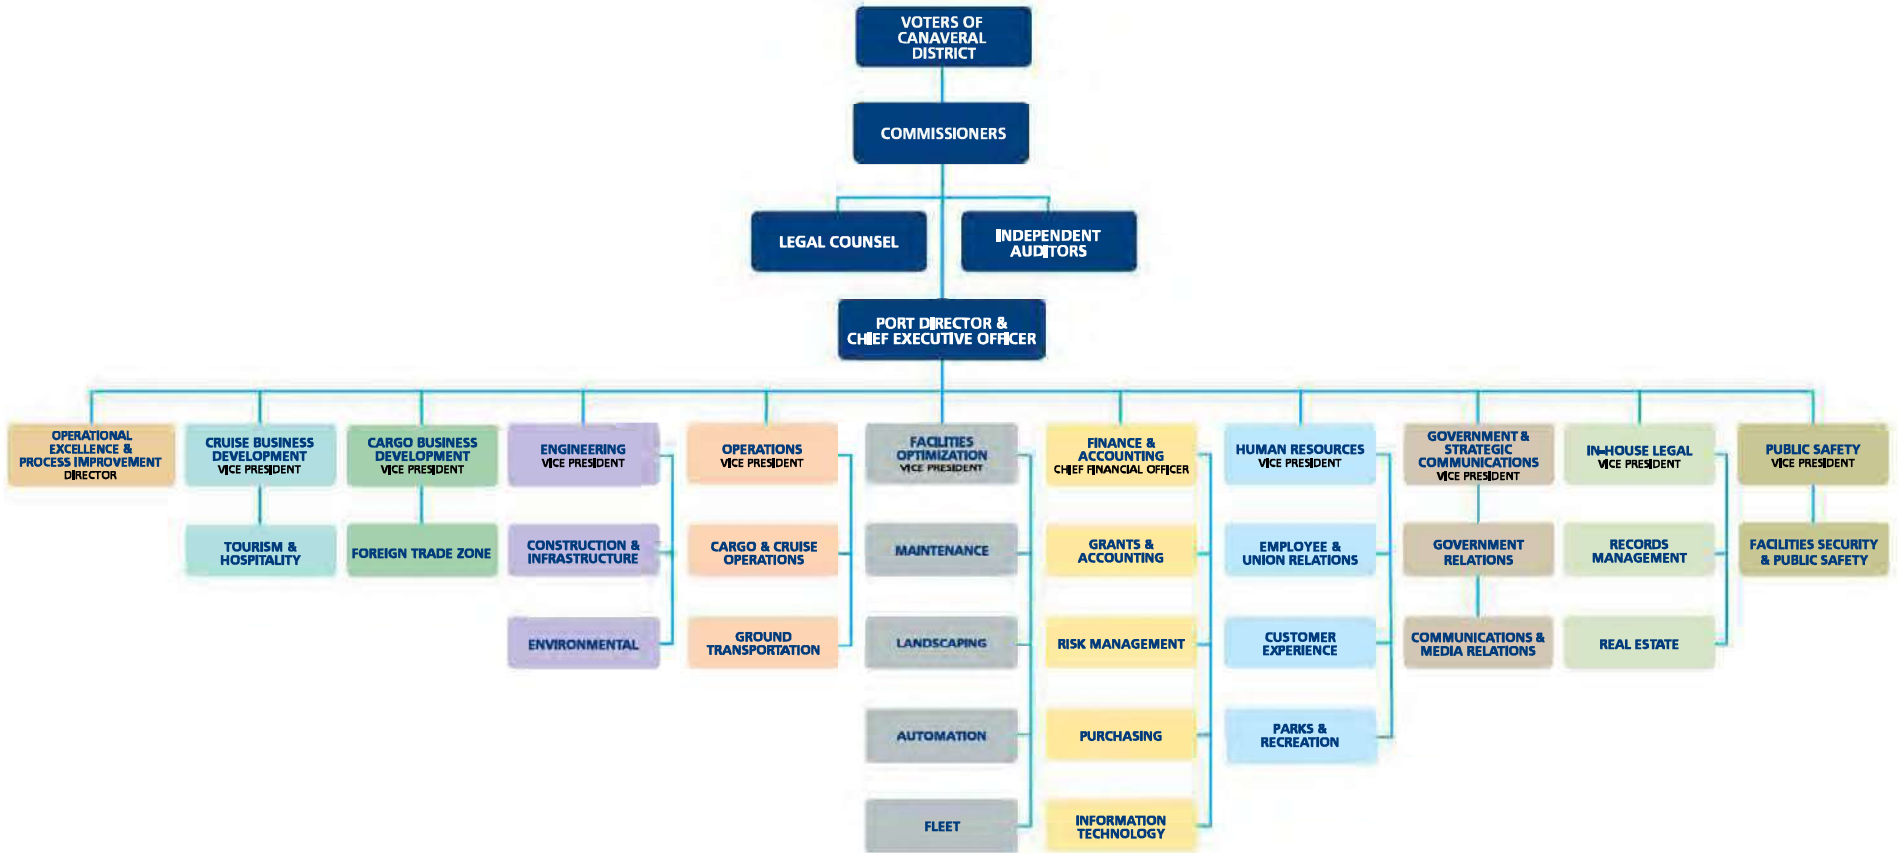 VOTERS OF
CANAVERAL
DISTRICT
COMMISSIONERS
LEGAL COUNSEL
INDEPENDENT
AUDITORS
PORT DIRECTOR &
CHIEF EXECUTIVE OFFICER
OPERATIONAL
EXCELLENCE &
PROCESS IMPROVEMENT
DIRECTOR
CRUISE BUSINESS
DEVELOPMENT
VICE PRESIDENT
CARGO BUSINESS
DEVELOPMENT
VICE PRESIDENT
ENGINEERING
VICE PRESIDENT
OPERATIONS
VICE PRESIDENT
FACILITIES
OPTIMIZATION
VICE PRESIDENT
FINANCE &
ACCOUNTING
CHIEF FINANCIAL OFFICER
HUMAN RESOURCES
VICE PRESIDENT
GOVERNMENT &
STRATEGIC
COMMUNICATIONS
VICE PRESIDENT
IN-HOUSE LEGAL
VICE PRESIDENT
PUBLIC SAFETY
VICE PRESIDENT
TOURISM &
HOSPITALITY
FOREIGN TRADE ZONE
CONSTRUCTION &
INFRASTRUCTURE
CARGO & CRUISE
OPERATIONS
MAINTENANCE
GRANTS &
ACCOUNTING
EMPLOYEE &
UNION RELATIONS
GOVERNMENT
RELATIONS
RECORDS
MANAGEMENT
FACILITIES SECURITY
& PUBLIC SAFETY
ENVIRONMENTAL
GROUND
TRANSPORTATION
LANDSCAPING
RISK MANAGEMENT
CUSTOMER
EXPERIENCE
COMMUNICATIONS &
MEDIA RELATIONS
REAL ESTATE
AUTOMATION
PURCHASING
PARKS &
RECREATION
FLEET
INFORMATION
TECHNOLOGY